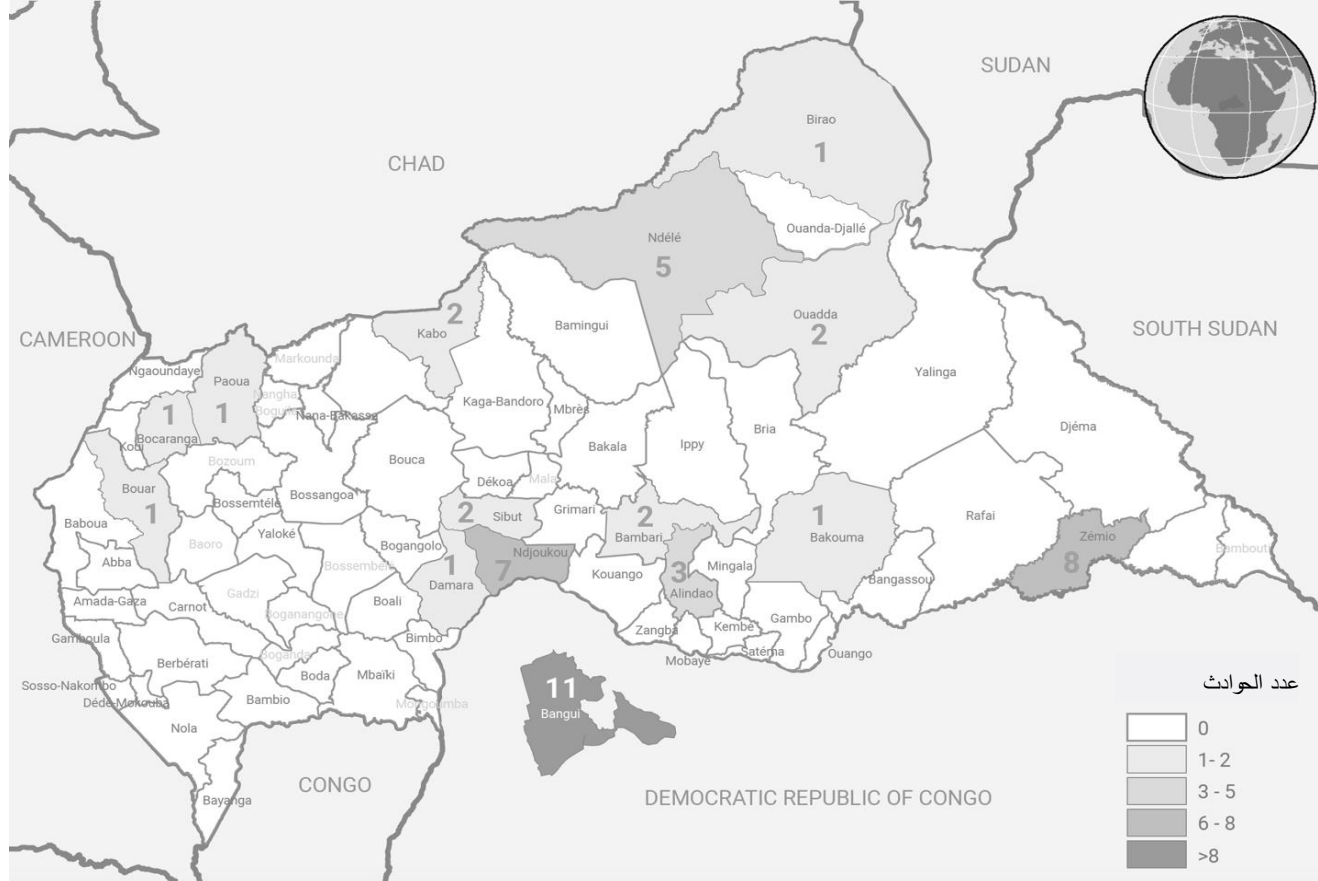 SUDAN
Birao
1
CHAD
Ouanda-Djallé
Ndélé
5
Ouadda
2
2
Kabo
Bamingui
CAMEROON
SOUTH SUDAN
Markounda
Ngaoundaye
Paoua
1
Yalinga
Nangha
Boguila
Nana-Bakassa
Kaga-Bandoro
Mbrès
1
Bocaranga
Koui
Bozoum
Bouca
Bakala
Ippy
Bria
Djéma
Dékoa
Mala
Bouar
1
Bossemtélé
Bossangoa
2
Sibut
Grimari
2
Bambari
1
Bakouma
Rafai
Baboua
Baoro
Yaloké
Bogangolo
Ndjoukou
7
Zémio
8
Bambouti
Abba
Bossembélé
1
Damara
Kouango
3
Alindao
Mingala
Bangassou
Amada-Gaza
Carnot
Gadzi
Boganangone
Boali
Gambo
Gamboula
Bimbo
Zangba
Kembé
Satéma
Ouango
Mobaye
Berbérati
Boganda
Boda
Mbaïki
Sosso-Nakombo
Dédé-Mokouba
Bambio
Mongoumba
11
Bangui
Nola
Bayanga
CONGO
DEMOCRATIC REPUBLIC OF CONGO
عدد الحوادث
0
1- 2
3 - 5
6 - 8
>8